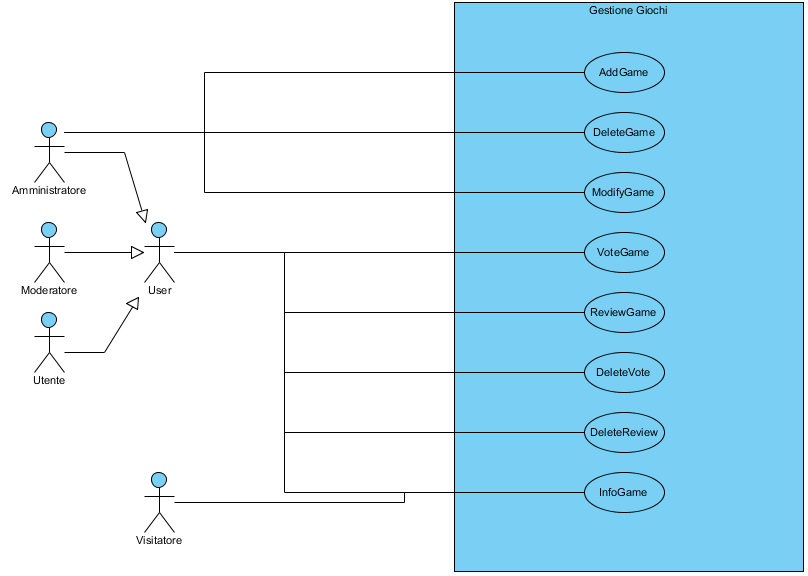 Gestione Giochi
AddGame
DeleteGame
Amministratore
ModifyGame
VoteGame
Moderatore
User
ReviewGame
DeleteVote
Utente
DeleteReview
InfoGame
Visitatore